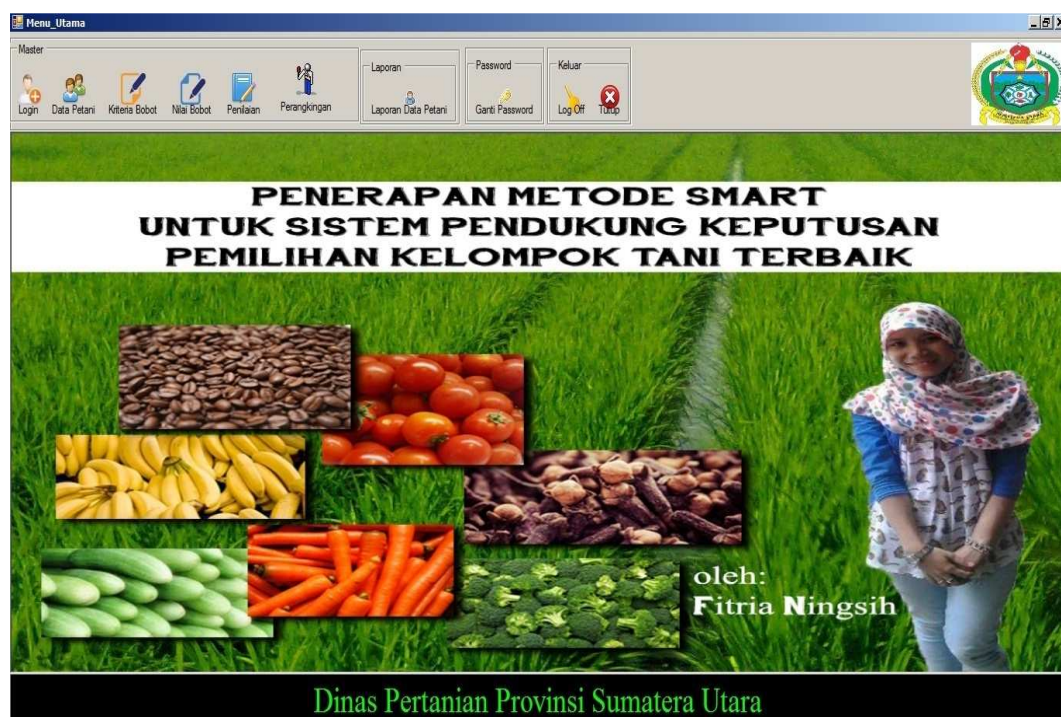 Menu_Utama
Master
Login Data Petani Kriteria Bobot Nilai Bobot Penilaian Perangkingan
Laporan
Laporan Data Petani
Password
Ganti Password
Keluar
Log Off Tutup
PENERAPAN METODE SMART
UNTUK SISTEM PENDUKUNG KEPUTUSAN
PEMILIHAN KELOMPOK TANI TERBAIK
oleh:
Fitria Ningsih
Dinas Pertanian Provinsi Sumatera Utara